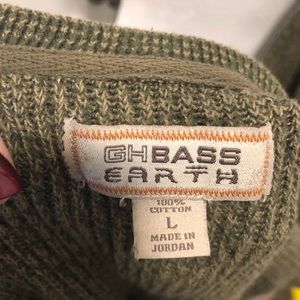 GHBASS
EARTH
100%
COTTON
L
MADE IN
JORDAN